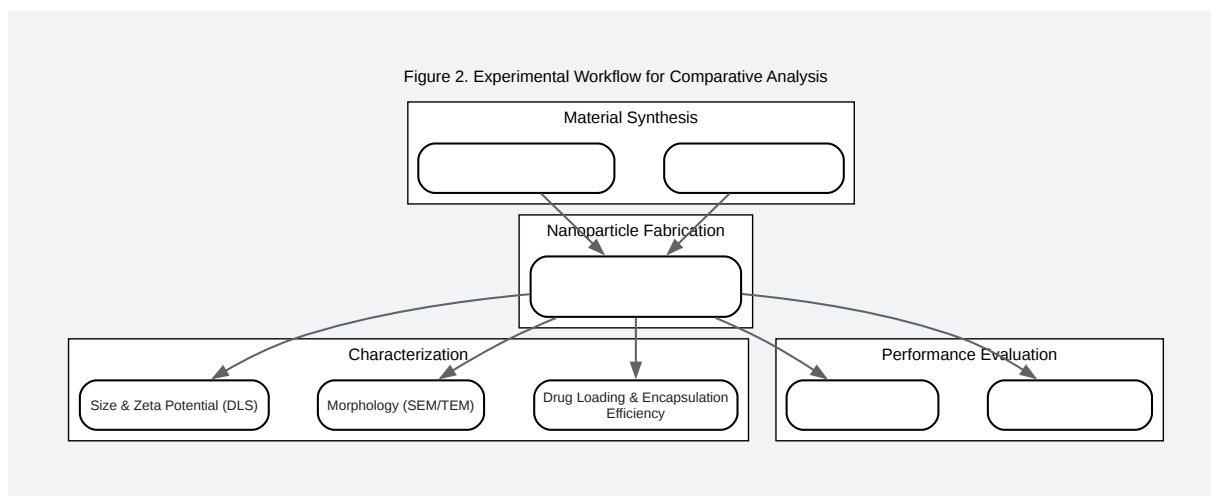 Figure 2. Experimental Workflow for Comparative Analysis
Material Synthesis
Nanoparticle Fabrication
Characterization
Performance Evaluation
Size & Zeta Potential (DLS)
Morphology (SEM/TEM)
Drug Loading & Encapsulation
Efficiency